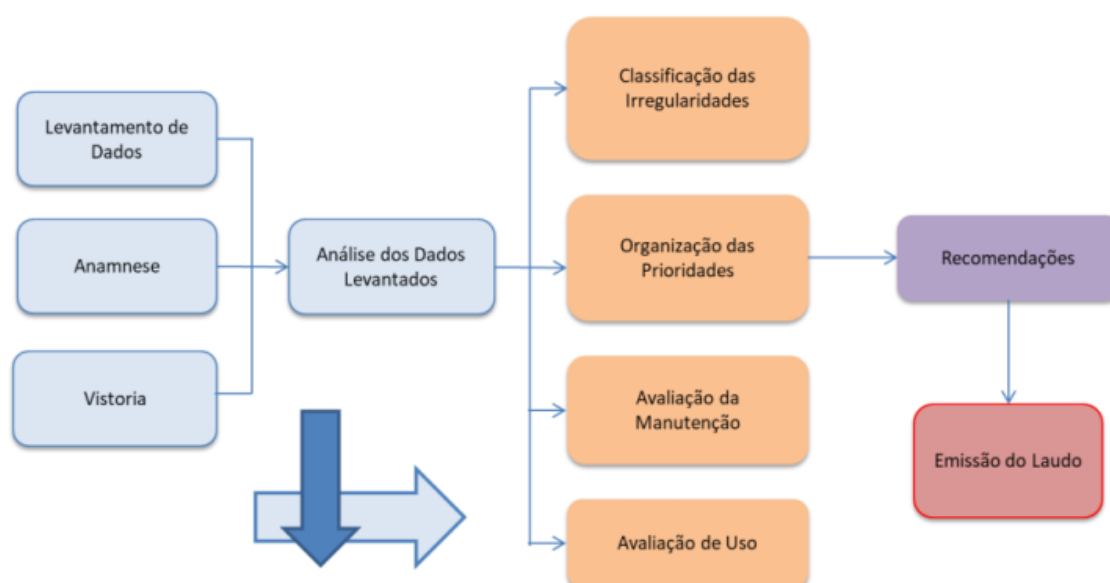 Levantamento de
Dados
Anamnese
Vistoria
Análise dos Dados
Levantados
Classificação das
Irregularidades
Organização das
Prioridades
Avaliação da
Manutenção
Avaliação de Uso
Recomendações
Emissão do Laudo